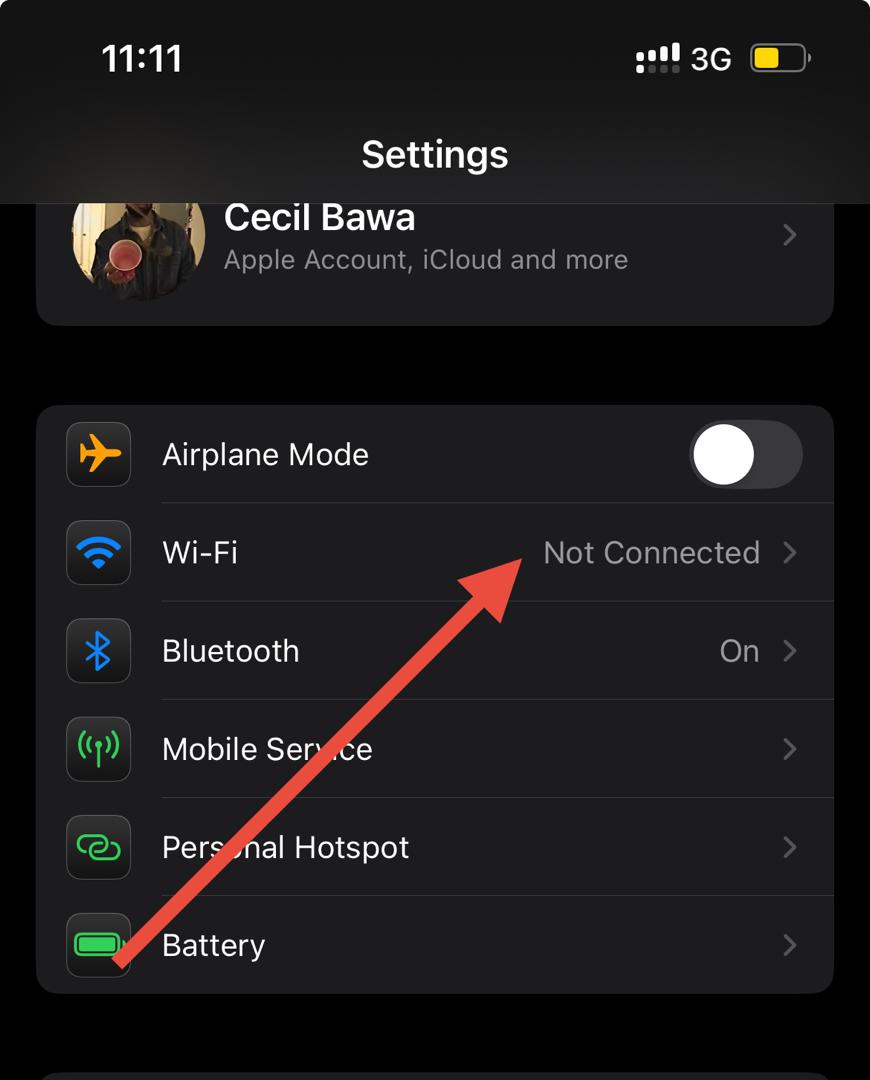 11:11 3G
Settings
Cecil Bawa
Apple Account, iCloud and more
Airplane Mode
Wi-Fi Not Connected
Bluetooth On
Mobile Service
Personal Hotspot
Battery